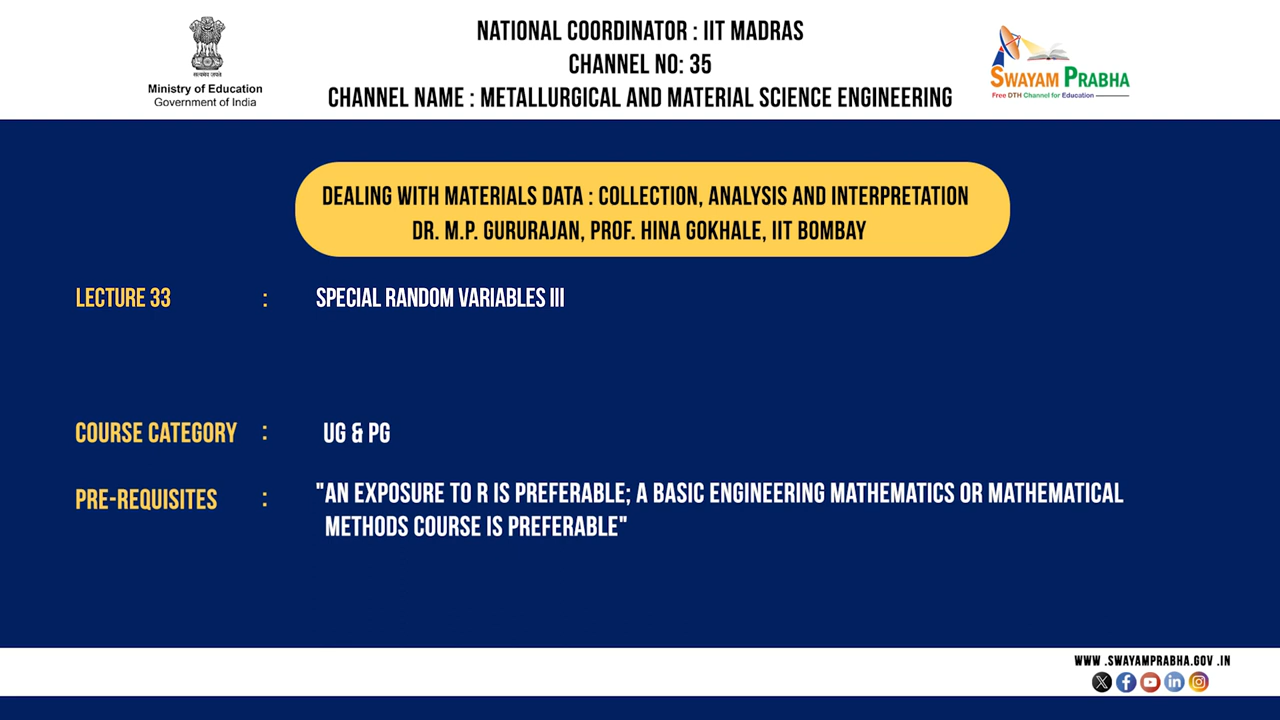 NATIONAL COORDINATOR : IIT MADRAS
CHANNEL NO: 35
CHANNEL NAME : METALLURGICAL AND MATERIAL SCIENCE ENGINEERING
सत्यमेव जयते
Ministry of Education
Government of India
SWAYAM PRABHA
Free DTH Channel for Education
DEALING WITH MATERIALS DATA : COLLECTION, ANALYSIS AND INTERPRETATION
DR. M.P. GURURAJAN, PROF. HINA GOKHALE, IIT BOMBAY
LECTURE 33 : SPECIAL RANDOM VARIABLES III
COURSE CATEGORY : UG & PG
PRE-REQUISITES : "AN EXPOSURE TO R IS PREFERABLE; A BASIC ENGINEERING MATHEMATICS OR MATHEMATICAL
METHODS COURSE IS PREFERABLE"
WWW .SWAYAMPRABHA.GOV .IN